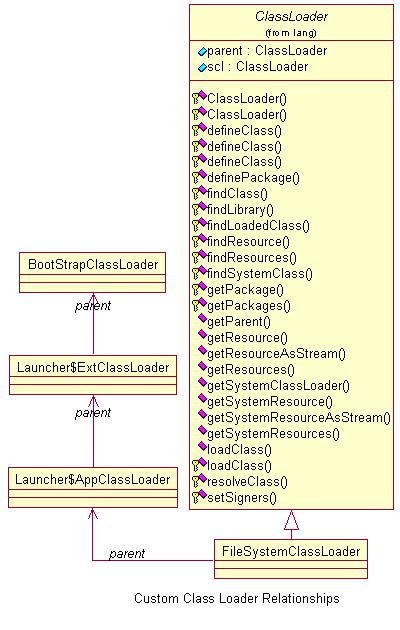 ClassLoader
(from lang)
parent : ClassLoader
scl : ClassLoader
ClassLoader()
ClassLoader()
defineClass()
defineClass()
defineClass()
definePackage()
findClass()
findLibrary()
findLoadedClass()
findResource()
findResources()
findSystemClass()
getPackage()
getPackages()
getParent()
getResource()
getResourceAsStream()
getResources()
getSystemClassLoader()
getSystemResource()
getSystemResourceAsStream()
getSystemResources()
loadClass()
loadClass()
resolveClass()
setSigners()
BootStrapClassLoader
parent
Launcher$ExtClassLoader
parent
Launcher$AppClassLoader
parent
FileSystemClassLoader
Custom Class Loader Relationships